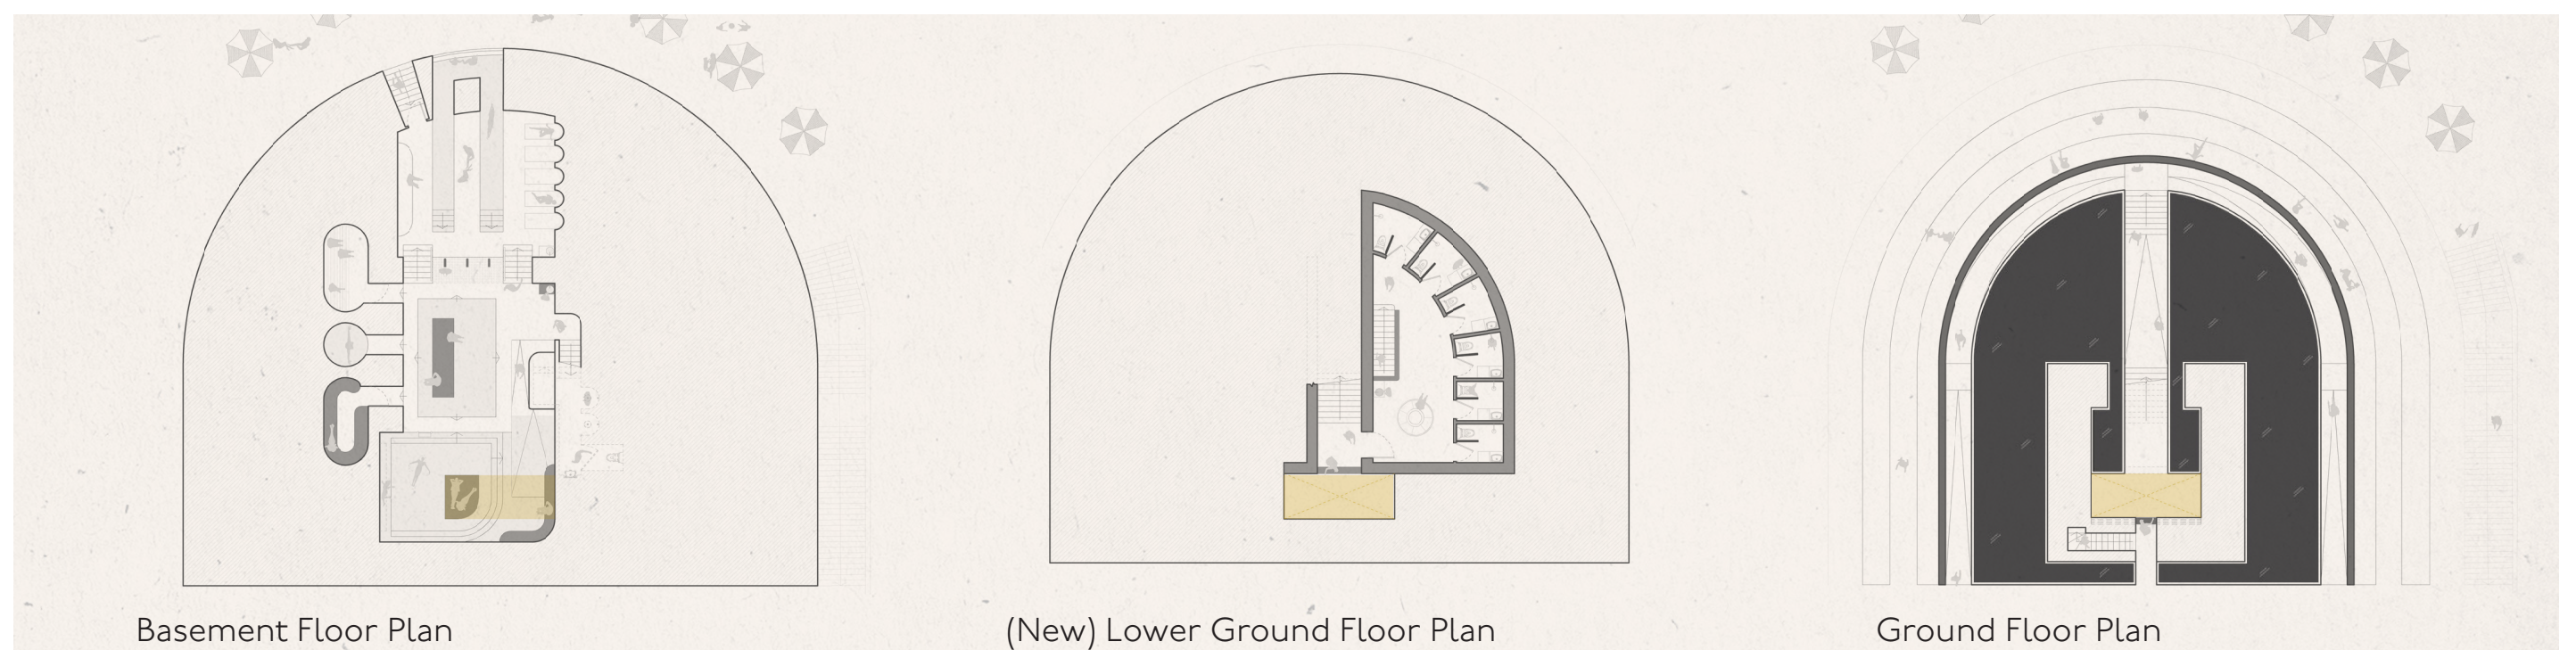 Basement Floor Plan
(New) Lower Ground Floor Plan
Ground Floor Plan